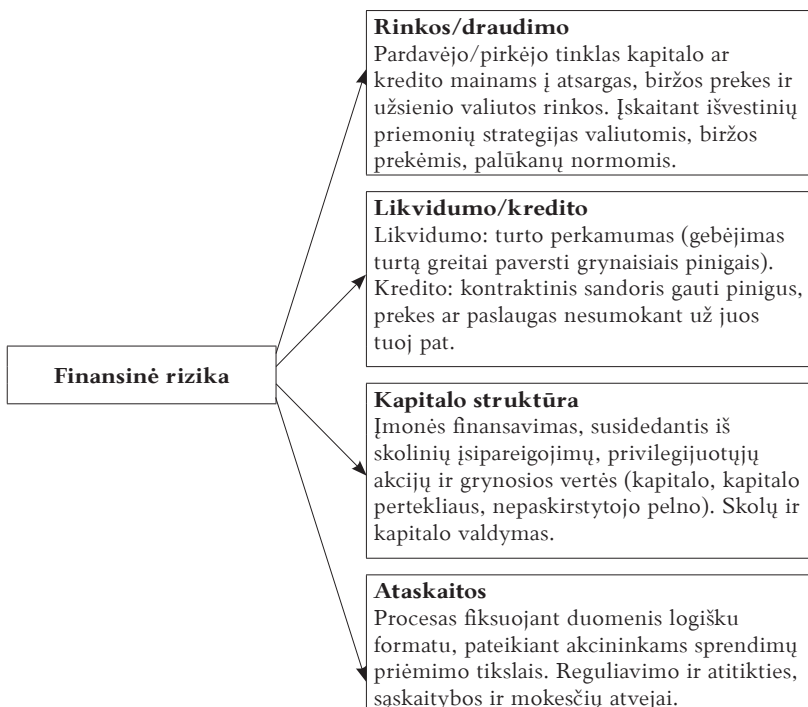 Rinkos/draudimo
Pardavėjo/pirkėjo tinklas kapitalo ar
kredito mainams į atsargas, biržos prekes ir
užsienio valiutos rinkos. Įskaitant išvestinių
priemonių strategijas valiutomis, biržos
prekėmis, palūkanų normomis.
Likvidumo/kredito
Likvidumo: turto perkamumas (gebėjimas
turtą greitai paversti grynaisiais pinigais).
Kredito: kontraktinis sandoris gauti pinigus,
prekes ar paslaugas nesumokant už juos
tuoj pat.
Finansinė rizika
Kapitalo struktūra
Įmonės finansavimas, susidedantis iš
skolinių įsipareigojimų, privilegijuotųjų
akcijų ir grynosios vertės (kapitalo, kapitalo
pertekliaus, nepaskirstytojo pelno). Skolų ir
kapitalo valdymas.
Ataskaitos
Procesas fiksuojant duomenis logišku
formatu, pateikiant akcininkams sprendimų
priėmimo tikslais. Reguliavimo ir atitikties,
sąskaitybos ir mokesčių atvejai.